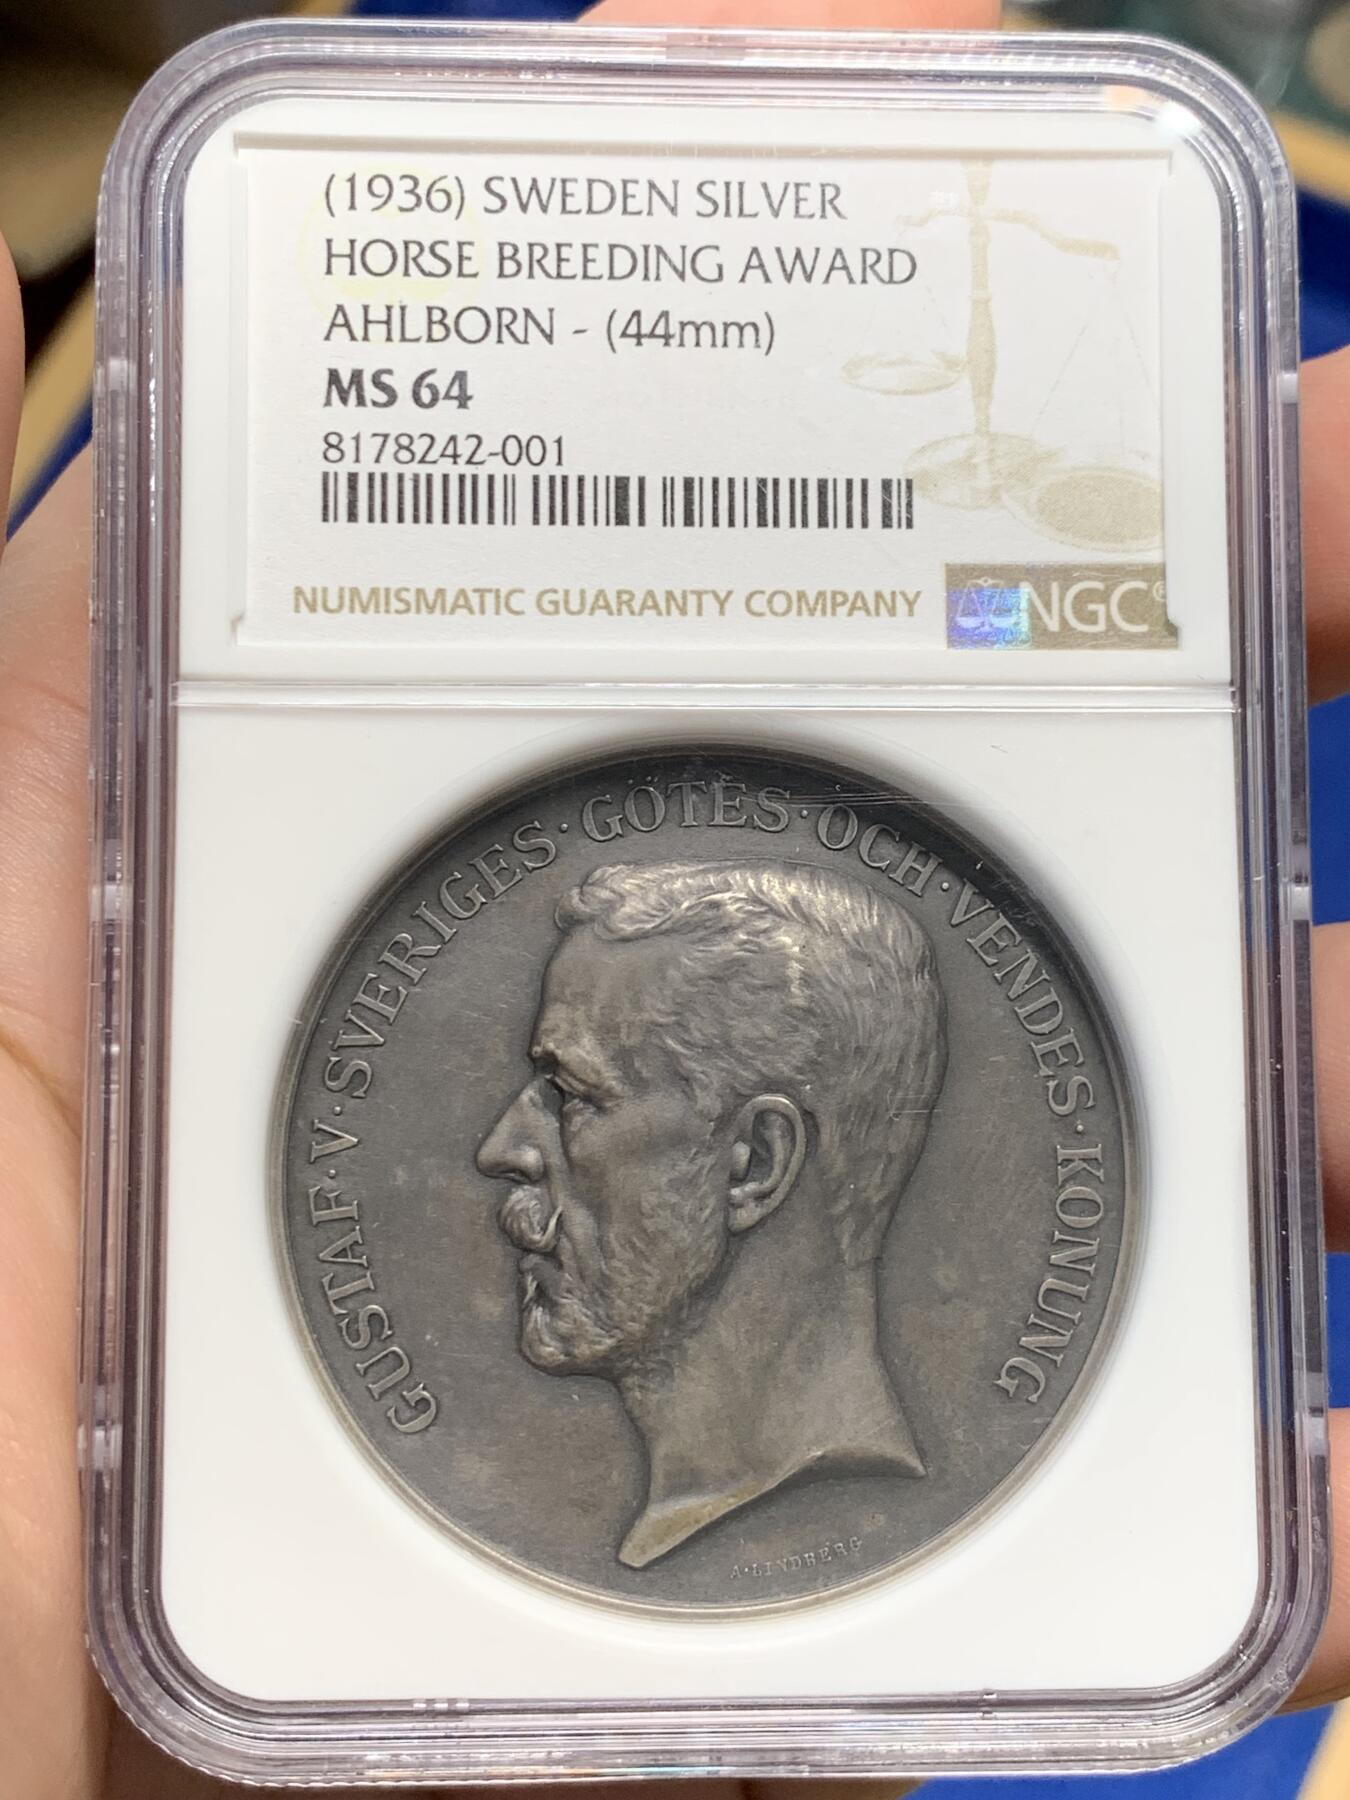 (1936) SWEDEN SILVER
HORSE BREEDING AWARD
AHLBORN - (44mm)
MS 64
8178242-001
NUMISMATIC GUARANTY COMPANY
NGC®
GUSTAF·V·SVERIGES·GÖTES·OCH·VENDES·KONUNG
A·LINDBERG